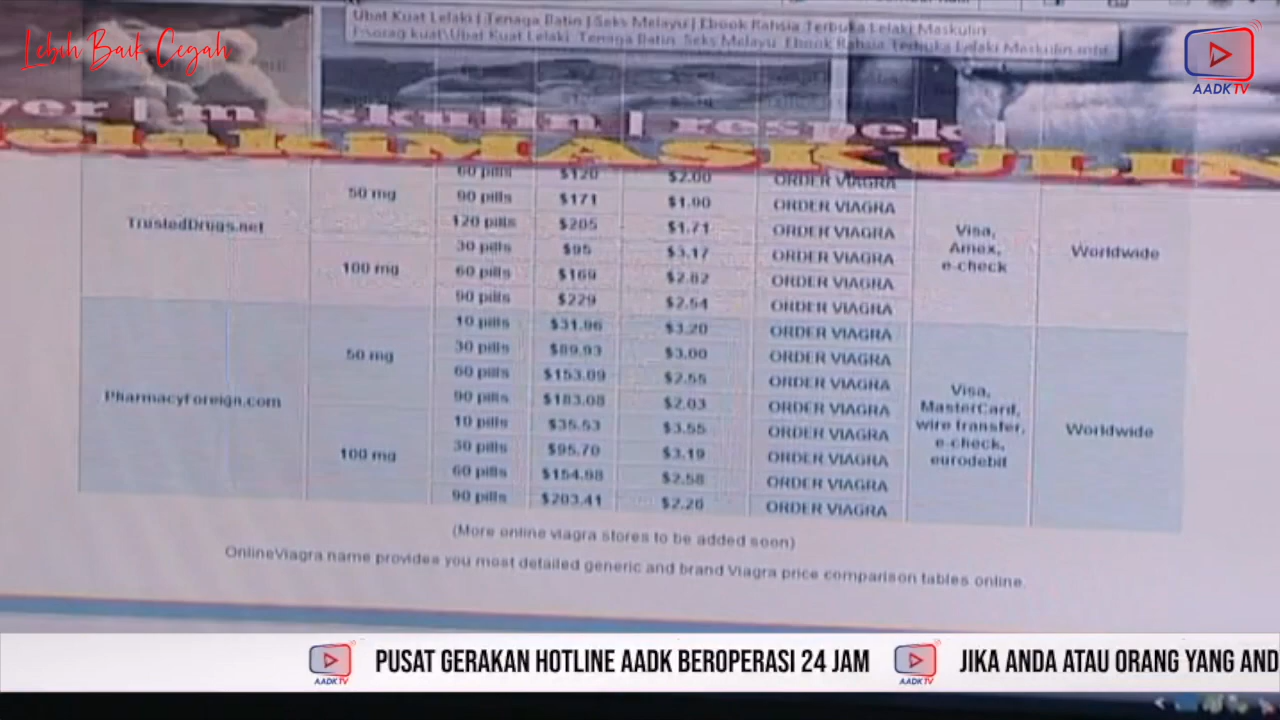 Ubat Kuat Lelaki | Tenaga Batin | Seks Melayu | Ebook Rahsia Terbuka Lelaki Maskulin
Lebih Baik Cegah
AADK TV
maskulin | respek |
LELAKIMASKULIN
60 pills $120 $2.00 ORDER VIAGRA
50 mg 90 pills $171 $1.90 ORDER VIAGRA
TrustedDrugs.net 120 pills $205 $1.71 ORDER VIAGRA Visa,
30 pills $95 $3.17 ORDER VIAGRA Amex, Worldwide
100 mg 60 pills $169 $2.82 ORDER VIAGRA e-check
90 pills $229 $2.54 ORDER VIAGRA
10 pills $31.96 $3.20 ORDER VIAGRA
50 mg 30 pills $89.93 $3.00 ORDER VIAGRA
60 pills $153.09 $2.55 ORDER VIAGRA Visa,
PharmacyForeign.com 90 pills $183.08 $2.03 ORDER VIAGRA MasterCard,
10 pills $35.53 $3.55 ORDER VIAGRA wire transfer, Worldwide
100 mg 30 pills $95.70 $3.19 ORDER VIAGRA e-check,
60 pills $154.98 $2.58 ORDER VIAGRA eurodebit
90 pills $203.41 $2.26 ORDER VIAGRA
(More online viagra stores to be added soon)
OnlineViagra name provides you most detailed generic and brand Viagra price comparison tables online.
AADK TV PUSAT GERAKAN HOTLINE AADK BEROPERASI 24 JAM AADK TV JIKA ANDA ATAU ORANG YANG AND